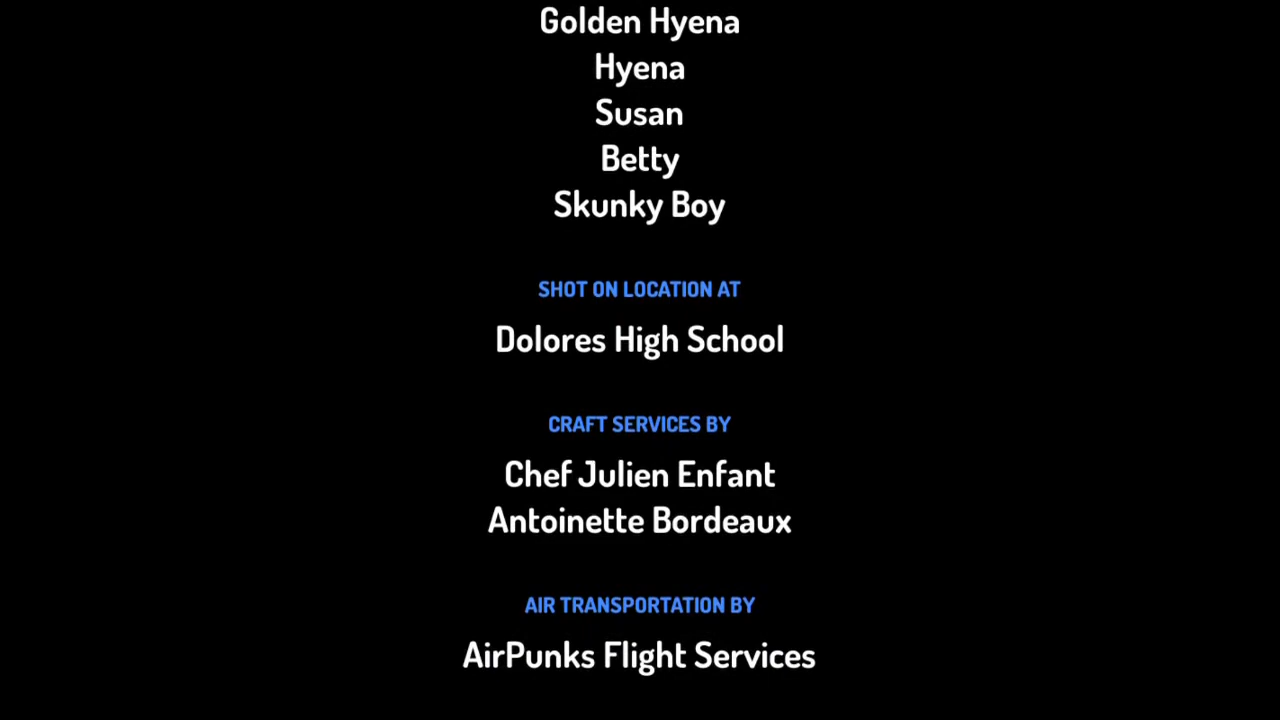 Golden Hyena
Hyena
Susan
Betty
Skunky Boy
SHOT ON LOCATION AT
Dolores High School
CRAFT SERVICES BY
Chef Julien Enfant
Antoinette Bordeaux
AIR TRANSPORTATION BY
AirPunks Flight Services